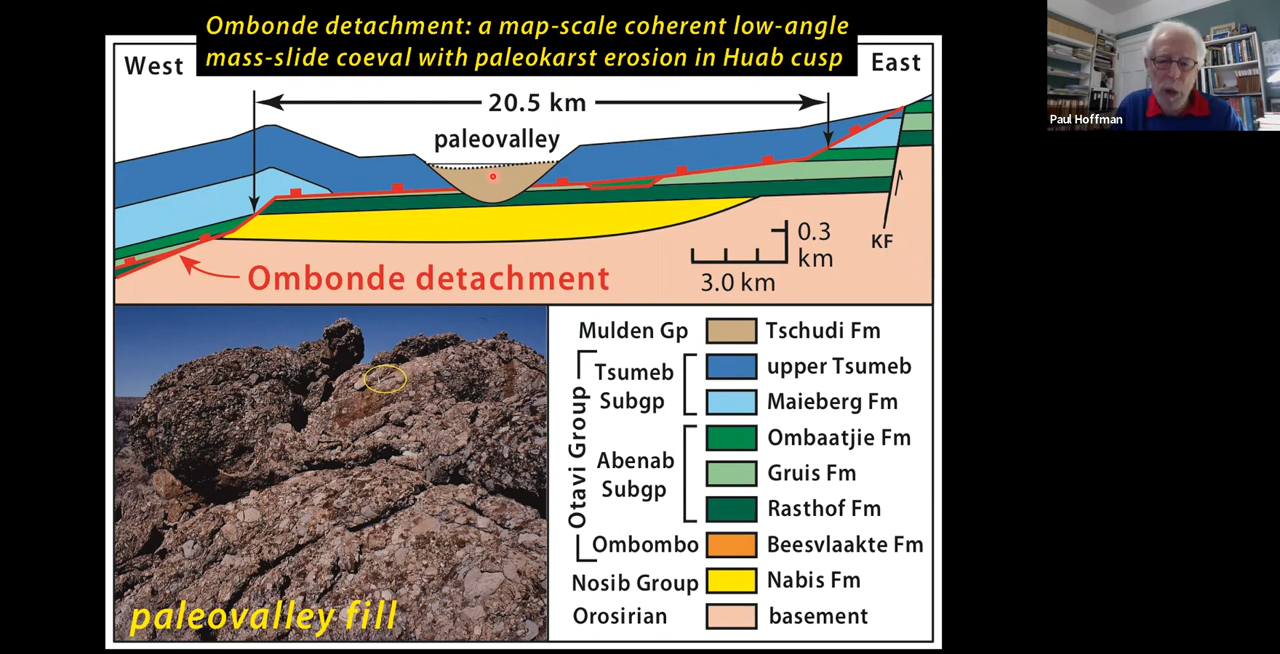 Ombonde detachment: a map-scale coherent low-angle
mass-slide coeval with paleokarst erosion in Huab cusp
West
East
20.5 km
paleovalley
KF
0.3
km
3.0 km
Ombonde detachment
paleovalley fill
Mulden Gp
Tschudi Fm
Otavi Group
Tsumeb
Subgp
upper Tsumeb
Maieberg Fm
Abenab
Subgp
Ombaatjie Fm
Gruis Fm
Rasthof Fm
Ombombo
Beesvlaakte Fm
Nosib Group
Nabis Fm
Orosirian
basement
Paul Hoffman